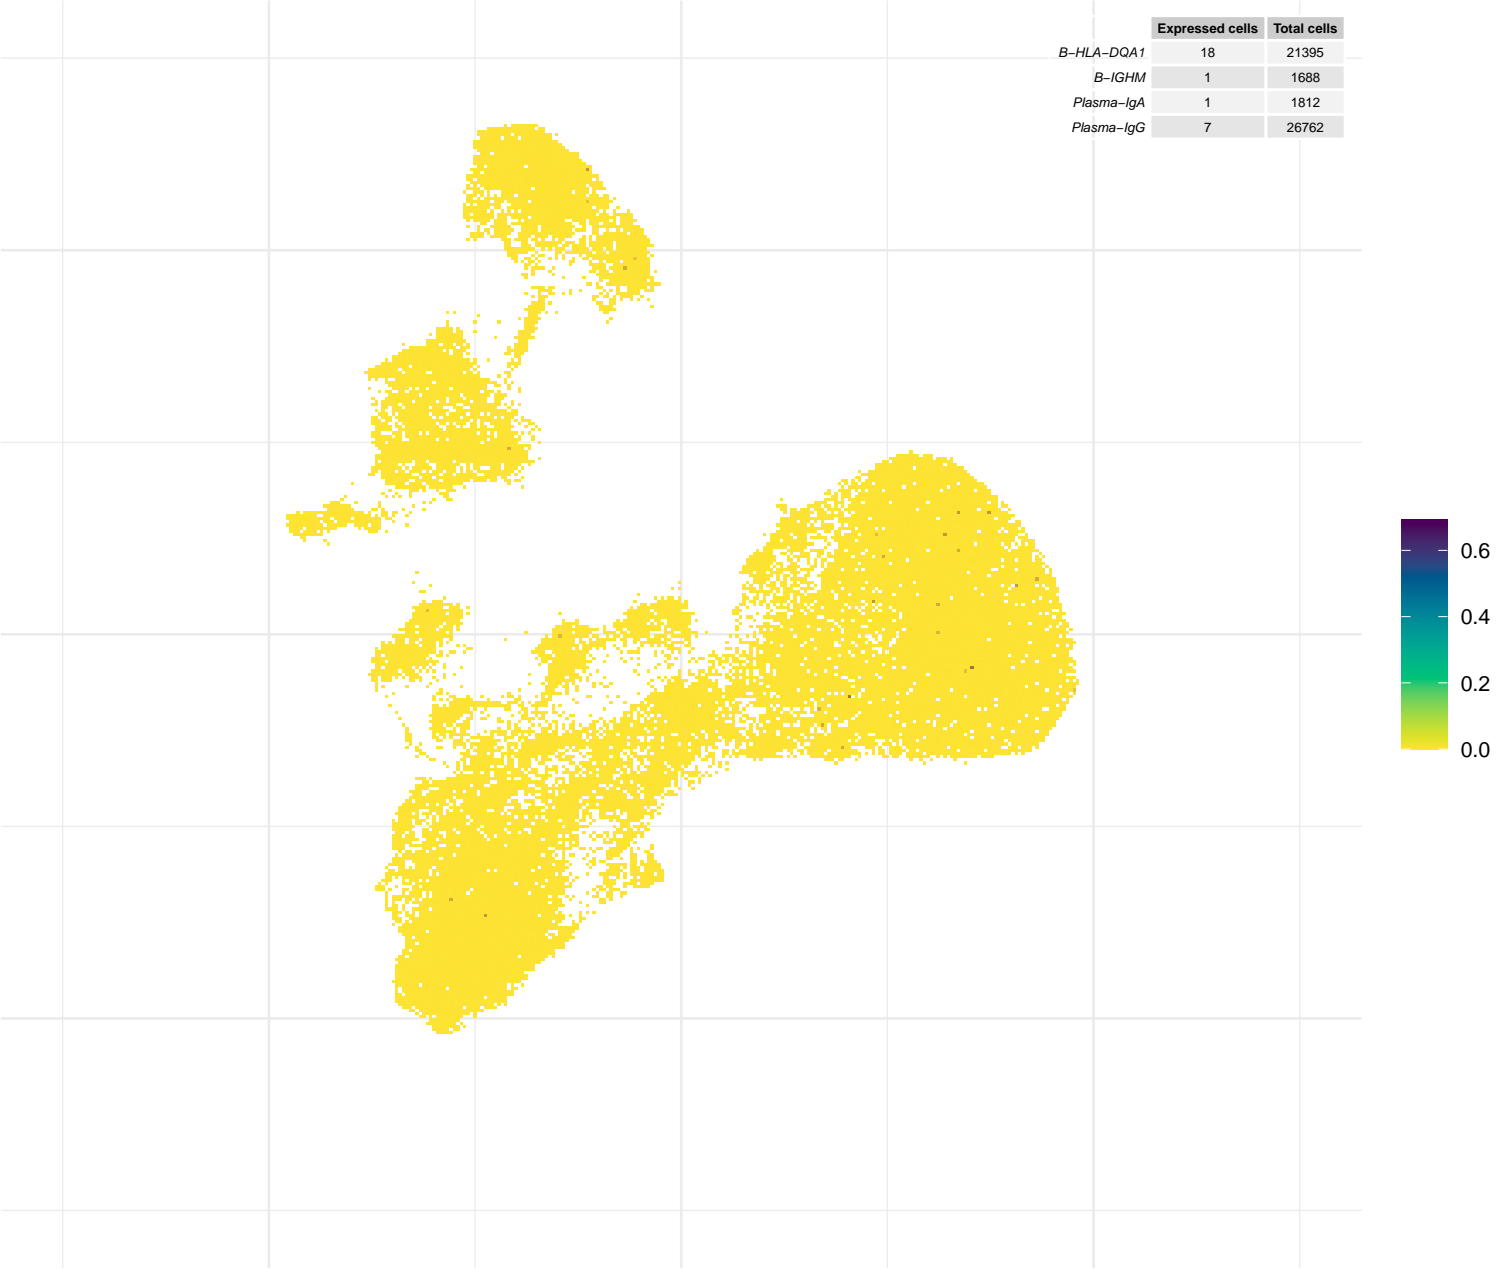 Expressed cells Total cells
B−HLA−DQA1 18 21395
B−IGHM 1 1688
Plasma−IgA 1 1812
Plasma−IgG 7 26762
0.6
0.4
0.2
0.0